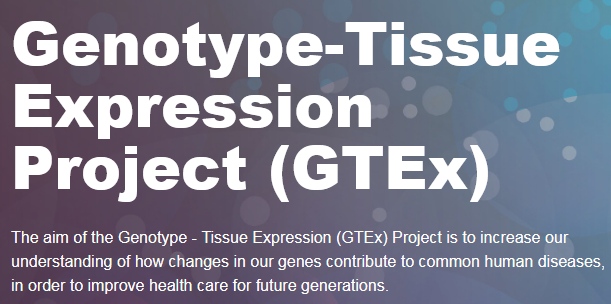 Genotype-Tissue
Expression
Project (GTEx)
The aim of the Genotype - Tissue Expression (GTEx) Project is to increase our
understanding of how changes in our genes contribute to common human diseases,
in order to improve health care for future generations.